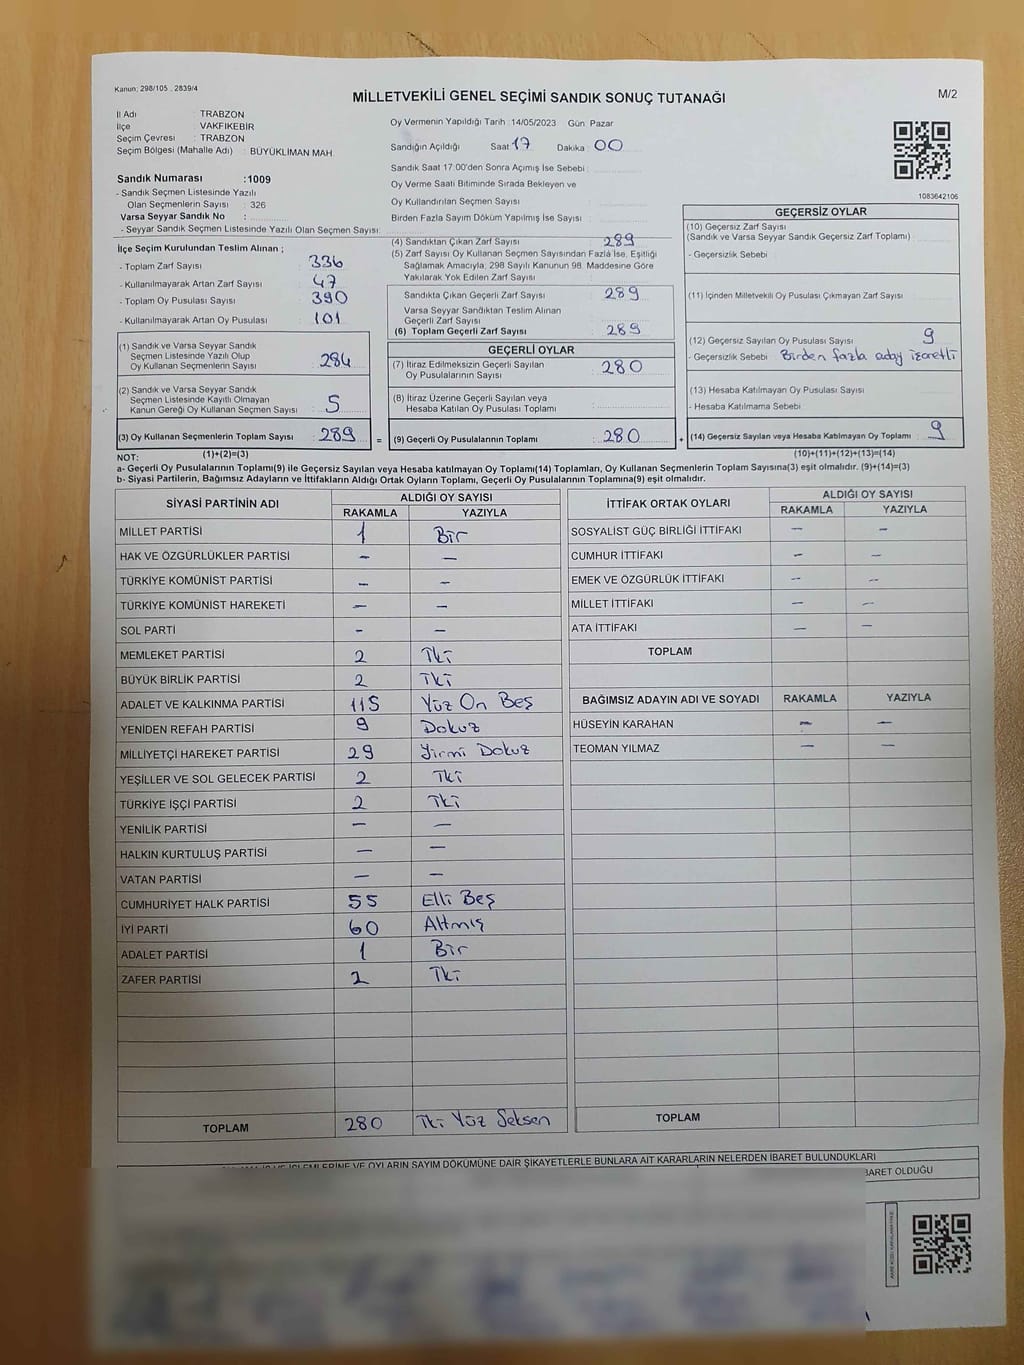 Kanun; 298/105 , 2839/4
MİLLETVEKİLİ GENEL SEÇİMİ SANDIK SONUÇ TUTANAĞI
M/2
İl Adı TRABZON
İlçe VAKFIKEBİR
Seçim Çevresi : TRABZON
Seçim Bölgesi (Mahalle Adı) : BÜYÜKLİMAN MAH.
Sandık Numarası :1009
- Sandık Seçmen Listesinde Yazılı
Olan Seçmenlerin Sayısı : 326
Varsa Seyyar Sandık No :
- Seyyar Sandık Seçmen Listesinde Yazılı Olan Seçmen Sayısı:
Oy Vermenin Yapıldığı Tarih :14/05/2023 Gün: Pazar
Sandığın Açıldığı Saat 17 Dakika 00
Sandık Saat 17:00'den Sonra Açımış İse Sebebi :
Oy Verme Saati Bitiminde Sırada Bekleyen ve
Oy Kullandırılan Seçmen Sayısı :
Birden Fazla Sayım Döküm Yapılmış İse Sayısı :
1083642106
İlçe Seçim Kurulundan Teslim Alınan ;
- Toplam Zarf Sayısı : 336
- Kullanılmayarak Artan Zarf Sayısı : 47
- Toplam Oy Pusulası Sayısı : 390
- Kullanılmayarak Artan Oy Pusulası : 101
(1) Sandık ve Varsa Seyyar Sandık
Seçmen Listesinde Yazılı Olup
Oy Kullanan Seçmenlerin Sayısı : 284
(2) Sandık ve Varsa Seyyar Sandık
Seçmen Listesinde Kayıtlı Olmayan
Kanun Gereği Oy Kullanan Seçmen Sayısı : 5
(3) Oy Kullanan Seçmenlerin Toplam Sayısı : 289 =
(1)+(2)=(3)
(4) Sandıktan Çıkan Zarf Sayısı : 289
(5) Zarf Sayısı Oy Kullanan Seçmen Sayısından Fazla İse, Eşitliği
Sağlamak Amacıyla; 298 Sayılı Kanunun 98. Maddesine Göre
Yakılarak Yok Edilen Zarf Sayısı :
Sandıkta Çıkan Geçerli Zarf Sayısı : 289
Varsa Seyyar Sandıktan Teslim Alınan
Geçerli Zarf Sayısı :
(6) Toplam Geçerli Zarf Sayısı : 289
GEÇERLİ OYLAR
(7) İtiraz Edilmeksizin Geçerli Sayılan
Oy Pusulalarının Sayısı : 280
(8) İtiraz Üzerine Geçerli Sayılan veya
Hesaba Katılan Oy Pusulası Toplamı :
(9) Geçerli Oy Pusulalarının Toplamı : 280 +
GEÇERSİZ OYLAR
(10) Geçersiz Zarf Sayısı
(Sandık ve Varsa Seyyar Sandık Geçersiz Zarf Toplamı) :
- Geçersiz Sebebi :
(11) İçinden Milletvekili Oy Pusulası Çıkmayan Zarf Sayısı :
(12) Geçersiz Sayılan Oy Pusulası Sayısı : 9
- Geçersizlik Sebebi : Birden fazla aday işaretli
(13) Hesaba Katılmayan Oy Pusulası Sayısı :
- Hesaba Katılmama Sebebi :
(14) Geçersiz Sayılan veya Hesaba Katılmayan Oy Toplamı : 9
(10)+(11)+(12)+(13)=(14)
NOT:
a- Geçerli Oy Pusulalarının Toplamı(9) ile Geçersiz Sayılan veya Hesaba katılmayan Oy Toplamı(14) Toplamları, Oy Kullanan Seçmenlerin Toplam Sayısına(3) eşit olmalıdır. (9)+(14)=(3)
b- Siyasi Partilerin, Bağımsız Adayların ve İttifakların Aldığı Ortak Oyların Toplamı, Geçerli Oy Pusulalarının Toplamına(9) eşit olmalıdır.
SİYASİ PARTİNİN ADI ALDIĞI OY SAYISI
RAKAMLA YAZIYLA
MİLLET PARTİSİ 1 Bir
HAK VE ÖZGÜRLÜKLER PARTİSİ – –
TÜRKİYE KOMÜNİST PARTİSİ – –
TÜRKİYE KOMÜNİST HAREKETİ – –
SOL PARTİ – –
MEMLEKET PARTİSİ 2 İki
BÜYÜK BİRLİK PARTİSİ 2 İki
ADALET VE KALKINMA PARTİSİ 115 Yüz On Beş
YENİDEN REFAH PARTİSİ 9 Dokuz
MİLLİYETÇİ HAREKET PARTİSİ 29 Yirmi Dokuz
YEŞİLLER VE SOL GELECEK PARTİSİ 2 İki
TÜRKİYE İŞÇİ PARTİSİ 2 İki
YENİLİK PARTİSİ – –
HALKIN KURTULUŞ PARTİSİ – –
VATAN PARTİSİ – –
CUMHURİYET HALK PARTİSİ 55 Elli Beş
İYİ PARTİ 60 Altmış
ADALET PARTİSİ 1 Bir
ZAFER PARTİSİ 2 İki
TOPLAM 280 İki Yüz Seksen
İTTİFAK ORTAK OYLARI ALDIĞI OY SAYISI
RAKAMLA YAZIYLA
SOSYALİST GÜÇ BİRLİĞİ İTTİFAKI – –
CUMHUR İTTİFAKI – –
EMEK VE ÖZGÜRLÜK İTTİFAKI – –
MİLLET İTTİFAKI – –
ATA İTTİFAKI – –
TOPLAM
BAĞIMSIZ ADAYIN ADI VE SOYADI RAKAMLA YAZIYLA
HÜSEYİN KARAHAN – –
TEOMAN YILMAZ – –
TOPLAM
VE İŞLEMLERİNE VE OYLARIN SAYIM DÖKÜMÜNE DAİR ŞİKAYETLERLE BUNLARA AİT KARARLARIN NELERDEN İBARET BULUNDUKLARI
BARET OLDUĞU